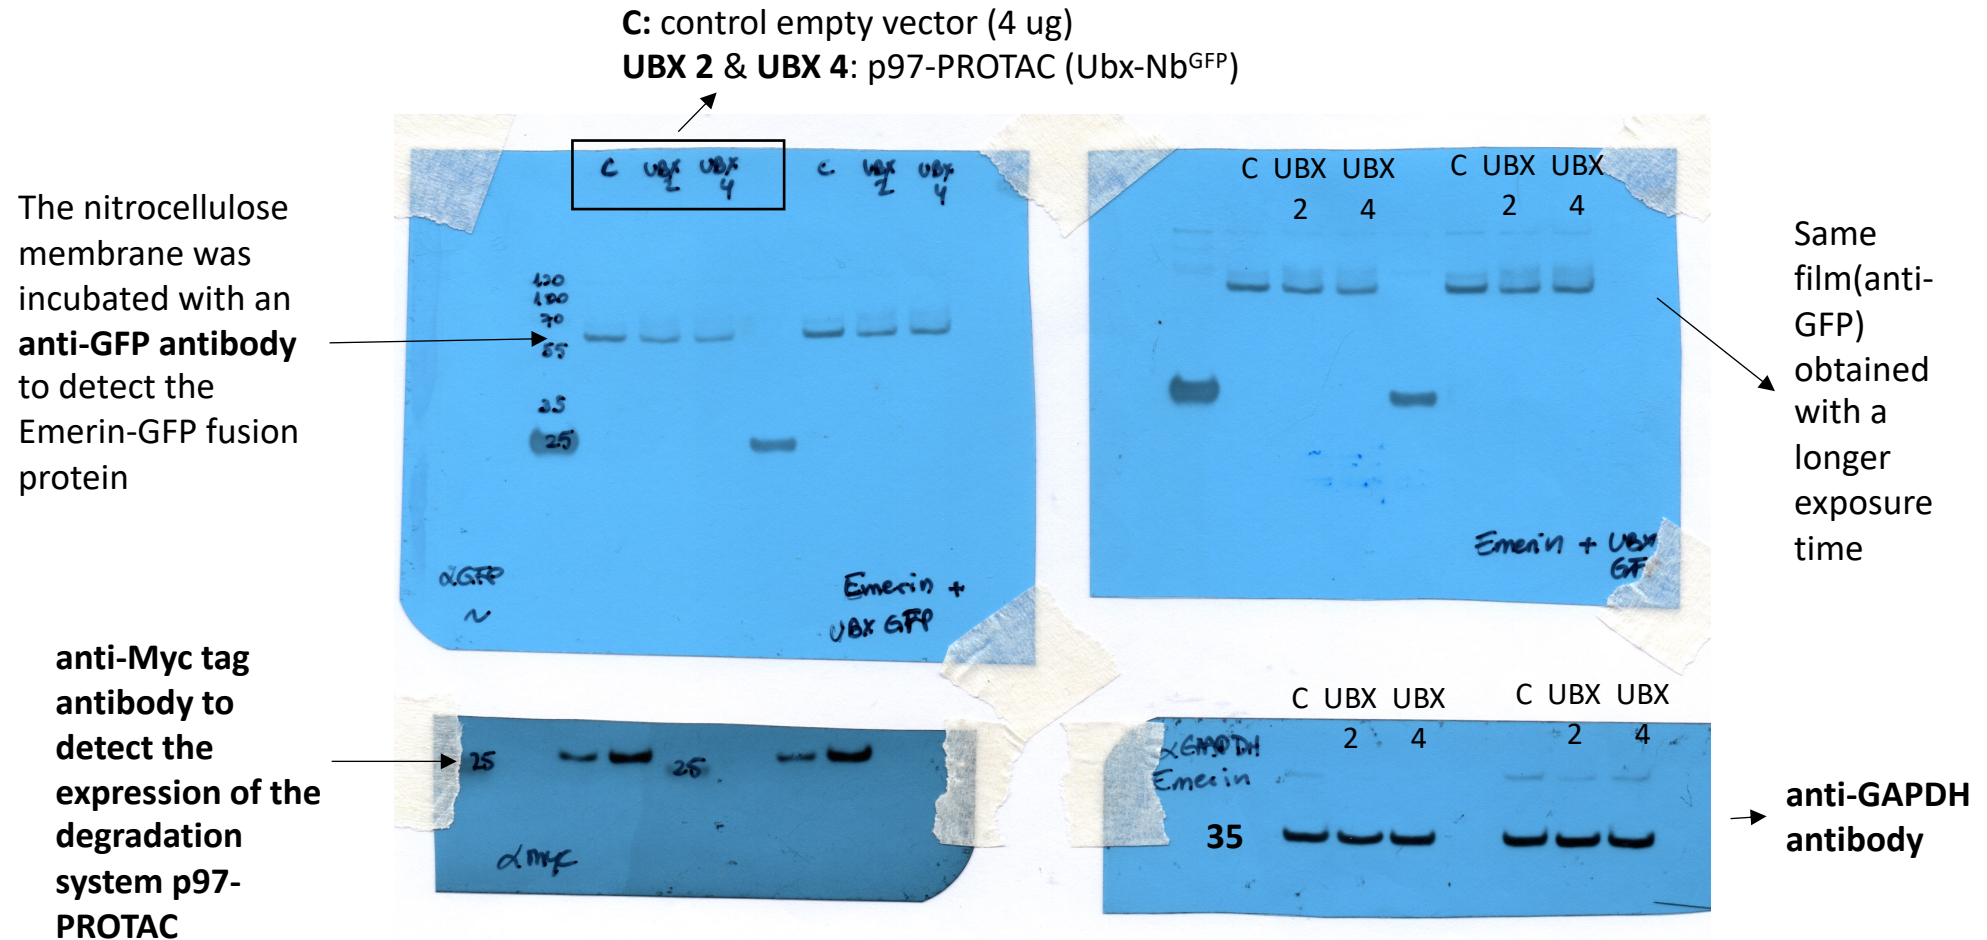 C: control empty vector (4 ug)
UBX 2 & UBX 4: p97-PROTAC (Ubx-NbGFP)
The nitrocellulose
membrane was
incubated with an
anti-GFP antibody
to detect the
Emerin-GFP fusion
protein
C UBX UBX C UBX UBX
2 4 2 4
120
100
70
55
35
25
αGFP
Emerin +
UBX GFP
C UBX UBX C UBX UBX
2 4 2 4
Emerin + UBX
GF
Same
film(anti-
GFP)
obtained
with a
longer
exposure
time
anti-Myc tag
antibody to
detect the
expression of the
degradation
system p97-
PROTAC
25 25
αmyc
C UBX UBX C UBX UBX
2 4 2 4
αGAPDH
Emerin
35
anti-GAPDH
antibody